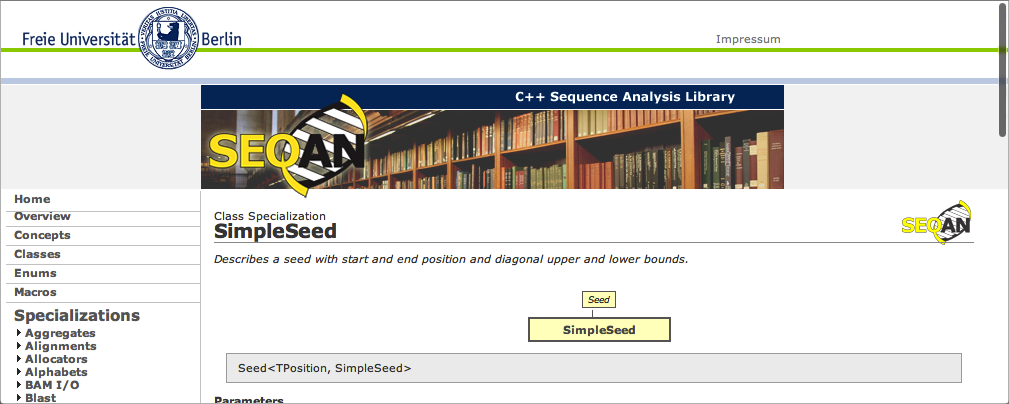 Freie Universität Berlin
Impressum
C++ Sequence Analysis Library
SEQAN
Home
Overview
Concepts
Classes
Enums
Macros
Specializations
Aggregates
Alignments
Allocators
Alphabets
BAM I/O
Blast
Class Specialization
SimpleSeed
SEQAN
Describes a seed with start and end position and diagonal upper and lower bounds.
Seed
SimpleSeed
Seed<TPosition, SimpleSeed>
Parameters